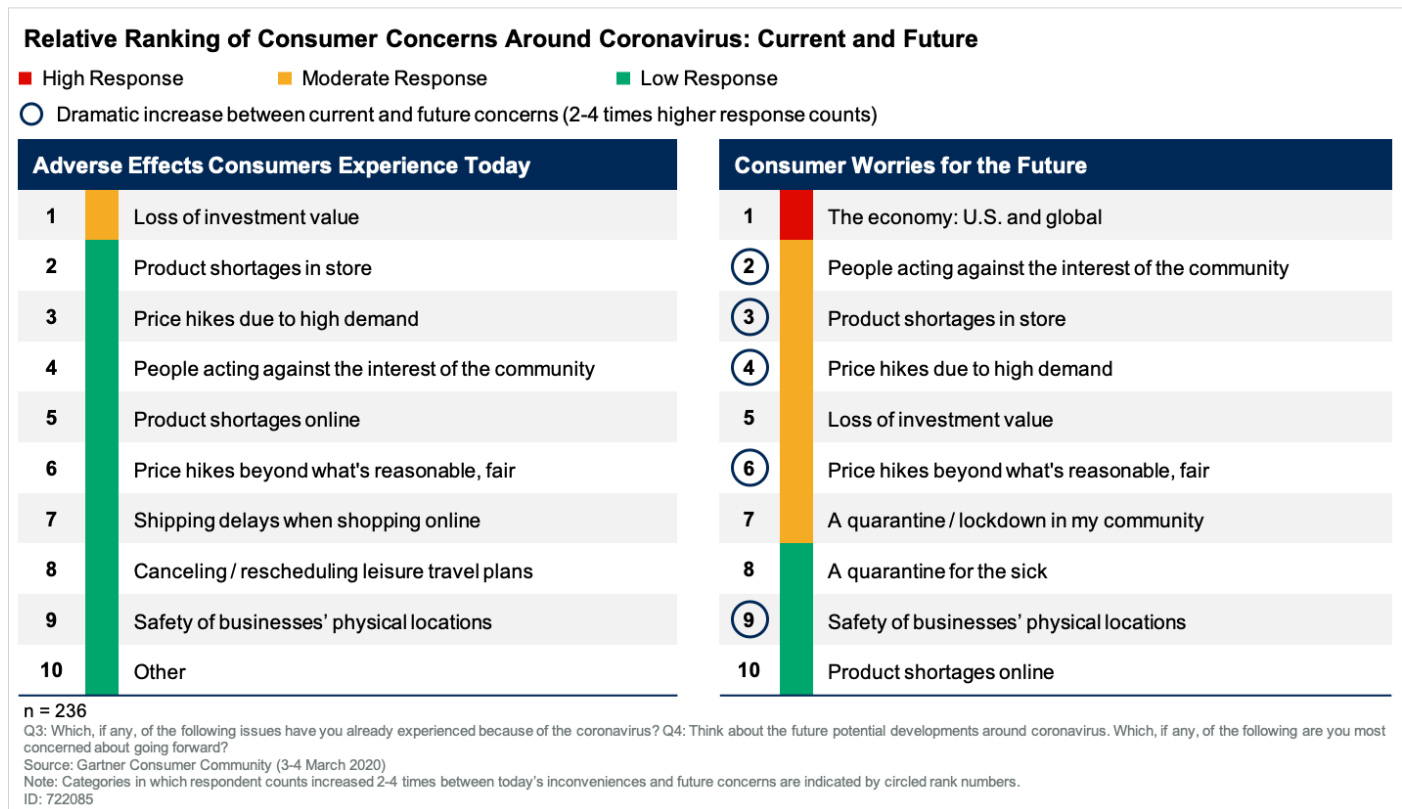 Relative Ranking of Consumer Concerns Around Coronavirus: Current and Future
High Response
Moderate Response
Low Response
Dramatic increase between current and future concerns (2-4 times higher response counts)
Adverse Effects Consumers Experience Today
1 Loss of investment value
2 Product shortages in store
3 Price hikes due to high demand
4 People acting against the interest of the community
5 Product shortages online
6 Price hikes beyond what's reasonable, fair
7 Shipping delays when shopping online
8 Canceling / rescheduling leisure travel plans
9 Safety of businesses’ physical locations
10 Other
Consumer Worries for the Future
1 The economy: U.S. and global
2 People acting against the interest of the community
3 Product shortages in store
4 Price hikes due to high demand
5 Loss of investment value
6 Price hikes beyond what's reasonable, fair
7 A quarantine / lockdown in my community
8 A quarantine for the sick
9 Safety of businesses’ physical locations
10 Product shortages online
n = 236
Q3: Which, if any, of the following issues have you already experienced because of the coronavirus? Q4: Think about the future potential developments around coronavirus. Which, if any, of the following are you most
concerned about going forward?
Source: Gartner Consumer Community (3-4 March 2020)
Note: Categories in which respondent counts increased 2-4 times between today’s inconveniences and future concerns are indicated by circled rank numbers.
ID: 722085